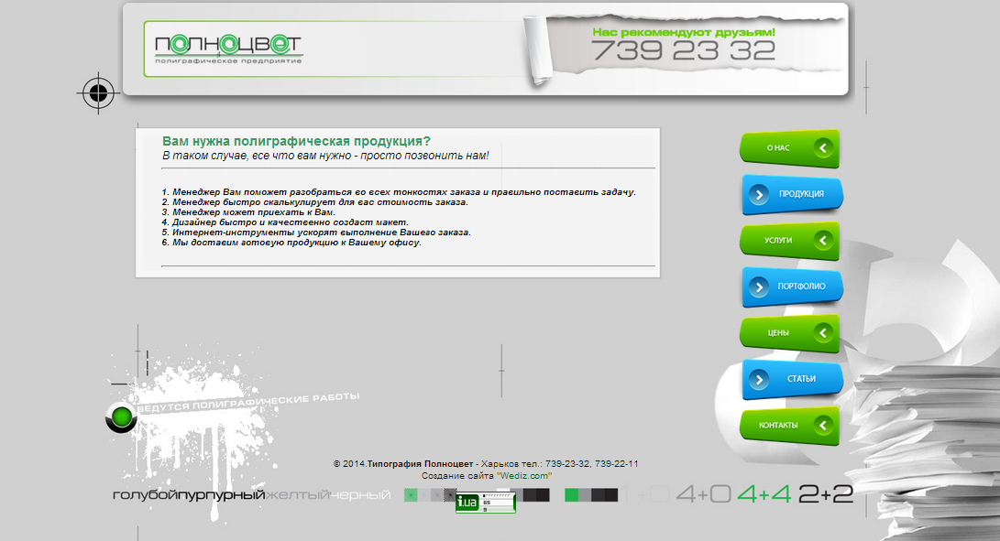 ПОЛНОЦВЕТ
полиграфическое предприятие
Нас рекомендуют друзьям!
739 23 32
Вам нужна полиграфическая продукция?
В таком случае, все что вам нужно - просто позвонить нам!
1. Менеджер Вам поможет разобраться во всех тонкостях заказа и правильно поставить задачу.
2. Менеджер быстро скалькулирует для вас стоимость заказа.
3. Менеджер может приехать к Вам.
4. Дизайнер быстро и качественно создаст макет.
5. Интернет-инструменты ускорят выполнение Вашего заказа.
6. Мы доставим готовую продукцию к Вашему офису.
О НАС
ПРОДУКЦИЯ
УСЛУГИ
ПОРТФОЛИО
ЦЕНЫ
СТАТЬИ
КОНТАКТЫ
ВЕДУТСЯ ПОЛИГРАФИЧЕСКИЕ РАБОТЫ
© 2014.Типография Полноцвет - Харьков тел.: 739-23-32, 739-22-11
Создание сайта "Wediz.com"
голубойпурпурныйжелтыйчерный
i.ua
65
9
4+0 4+4 2+2